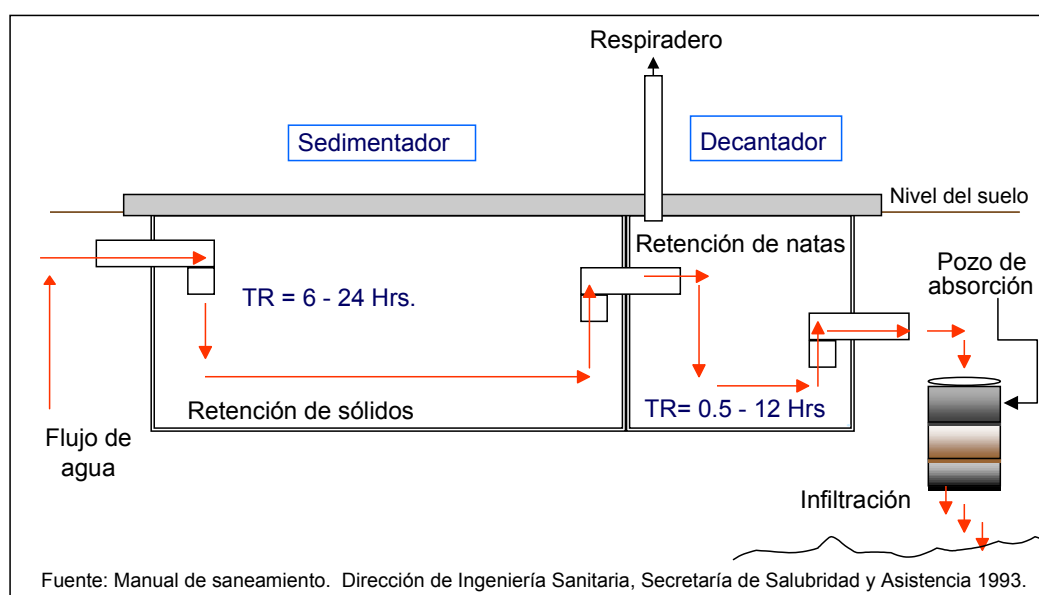 Respiradero
Sedimentador
Decantador
Nivel del suelo
Retención de natas
Pozo de
absorción
TR = 6 - 24 Hrs.
Retención de sólidos
TR= 0.5 - 12 Hrs
Flujo de
agua
Infiltración
Fuente: Manual de saneamiento. Dirección de Ingeniería Sanitaria, Secretaría de Salubridad y Asistencia 1993.